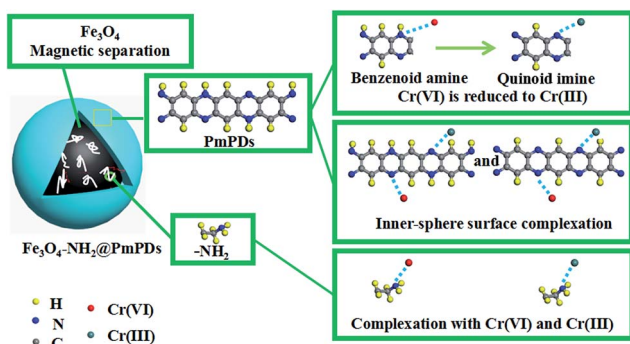 Fe₃O₄
Magnetic separation
PmPDs
Fe₃O₄-NH₂@PmPDs
-NH₂
H
N
C
Cr(VI)
Cr(III)
Benzenoid amine
Quinoid imine
Cr(VI) is reduced to Cr(III)
and
Inner-sphere surface complexation
Complexation with Cr(VI) and Cr(III)